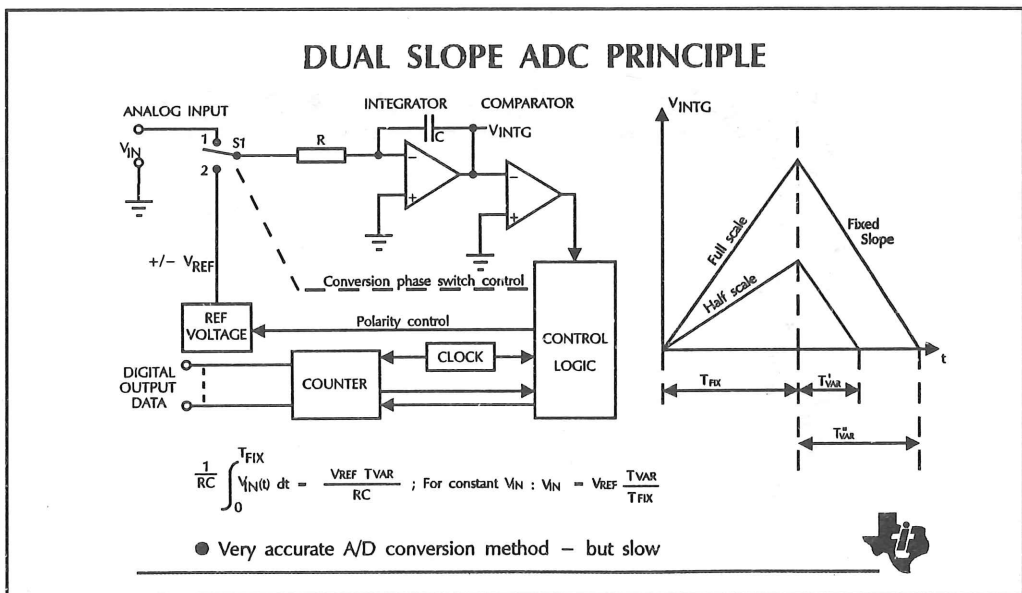 DUAL SLOPE ADC PRINCIPLE
ANALOG INPUT
INTEGRATOR
COMPARATOR
VIN
1
S1
2
R
C
VINTG
−
+
−
+
+/− VREF
Conversion phase switch control
REF
VOLTAGE
Polarity control
CONTROL
LOGIC
CLOCK
COUNTER
DIGITAL
OUTPUT
DATA
VINTG
Full scale
Half scale
Fixed
Slope
t
TFIX
T'VAR
T"VAR
1/RC ∫0^TFIX VIN(t) dt = VREF TVAR/RC ; For constant VIN : VIN = VREF TVAR/TFIX
● Very accurate A/D conversion method – but slow